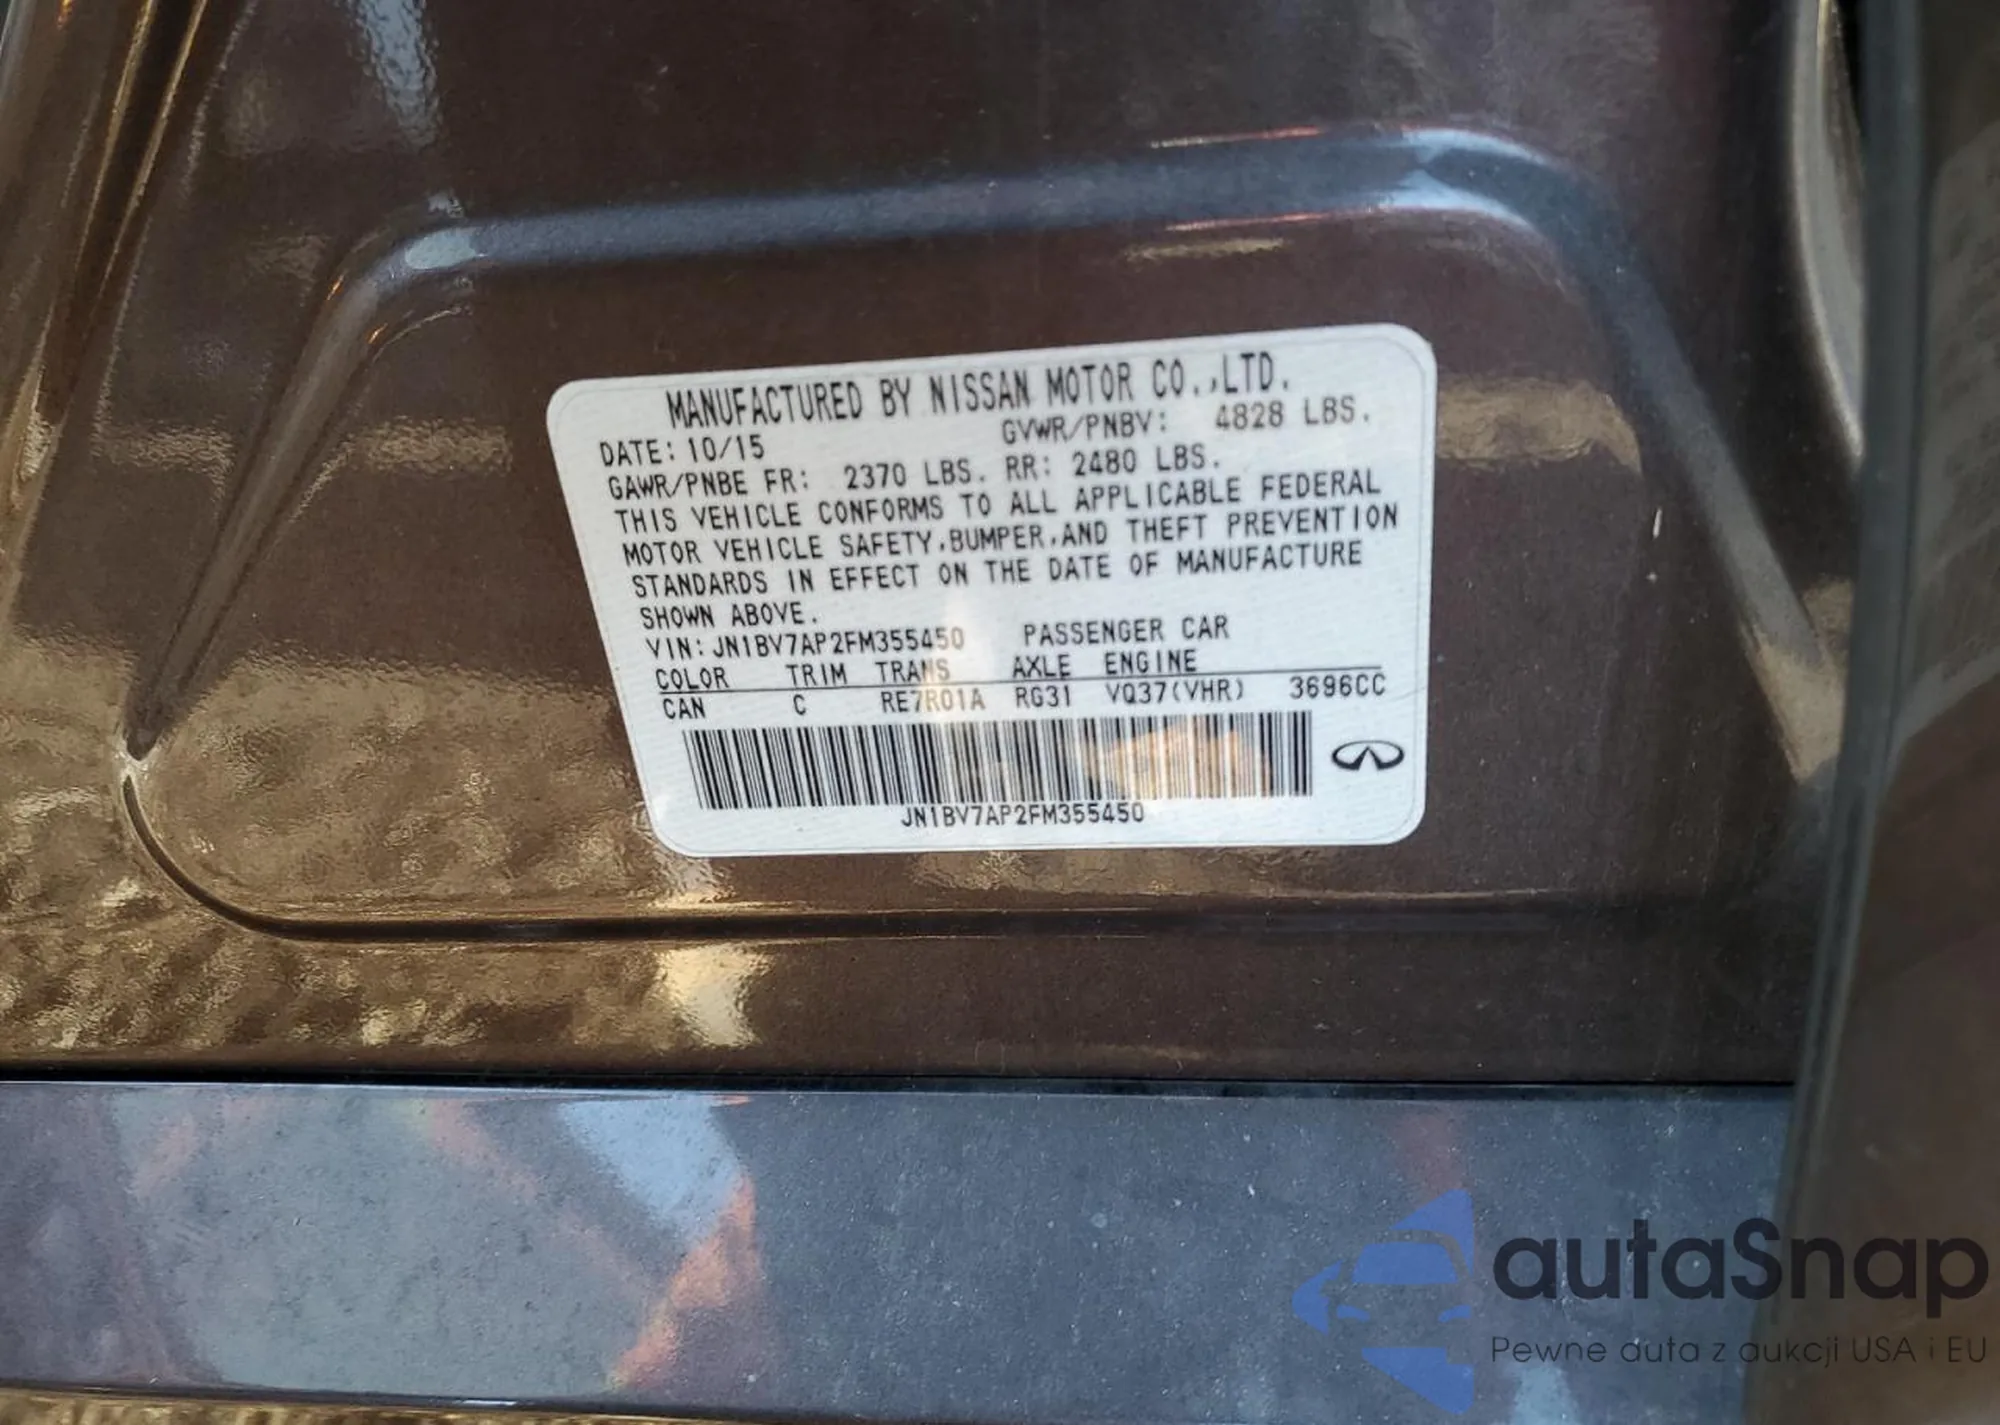 MANUFACTURED BY NISSAN MOTOR CO.,LTD.
DATE: 10/15 GVWR/PNBV: 4828 LBS.
GAWR/PNBE FR: 2370 LBS. RR: 2480 LBS.
THIS VEHICLE CONFORMS TO ALL APPLICABLE FEDERAL
MOTOR VEHICLE SAFETY,BUMPER,AND THEFT PREVENTION
STANDARDS IN EFFECT ON THE DATE OF MANUFACTURE
SHOWN ABOVE.
VIN: JN1BV7AP2FM355450 PASSENGER CAR
COLOR TRIM TRANS AXLE ENGINE
CAN C RE7R01A RG31 VQ37(VHR) 3696CC
JN1BV7AP2FM355450
autaSnap
Pewne auta z aukcji USA i EU